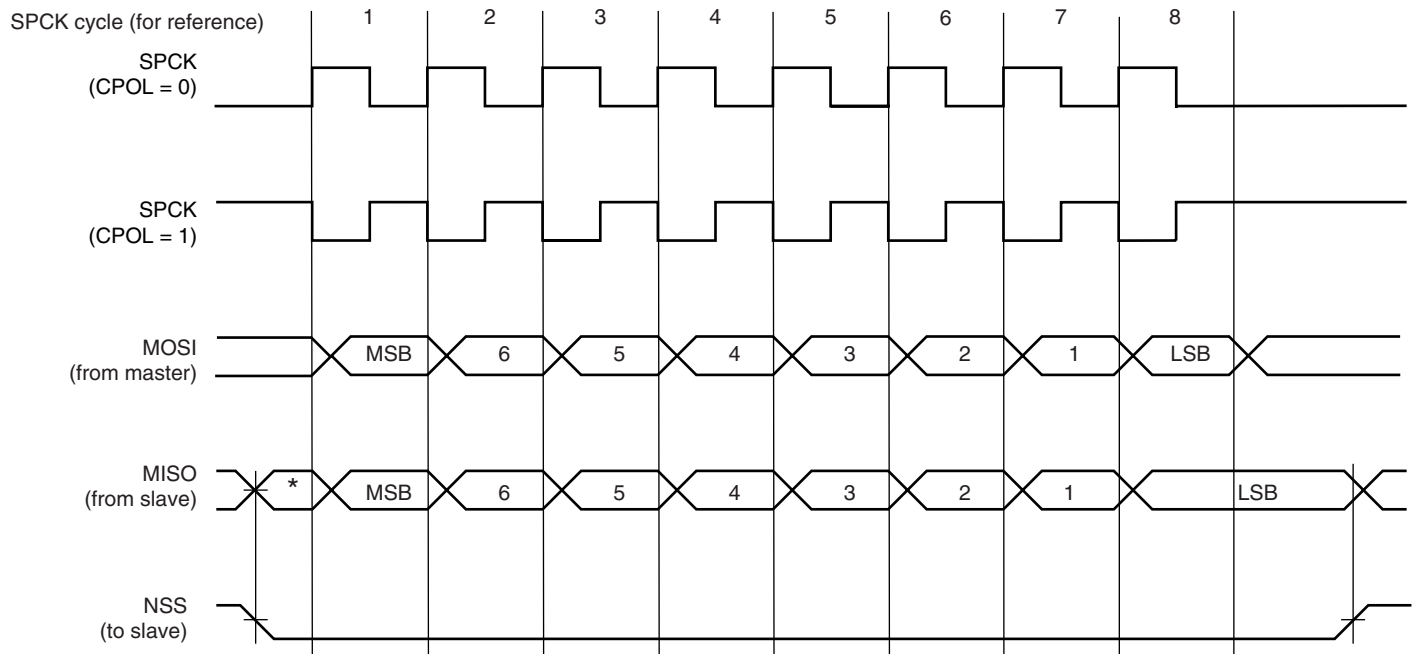 SPCK cycle (for reference)
1 2 3 4 5 6 7 8
SPCK
(CPOL = 0)
SPCK
(CPOL = 1)
MOSI
(from master)
MSB 6 5 4 3 2 1 LSB
MISO
(from slave)
* MSB 6 5 4 3 2 1 LSB
NSS
(to slave)